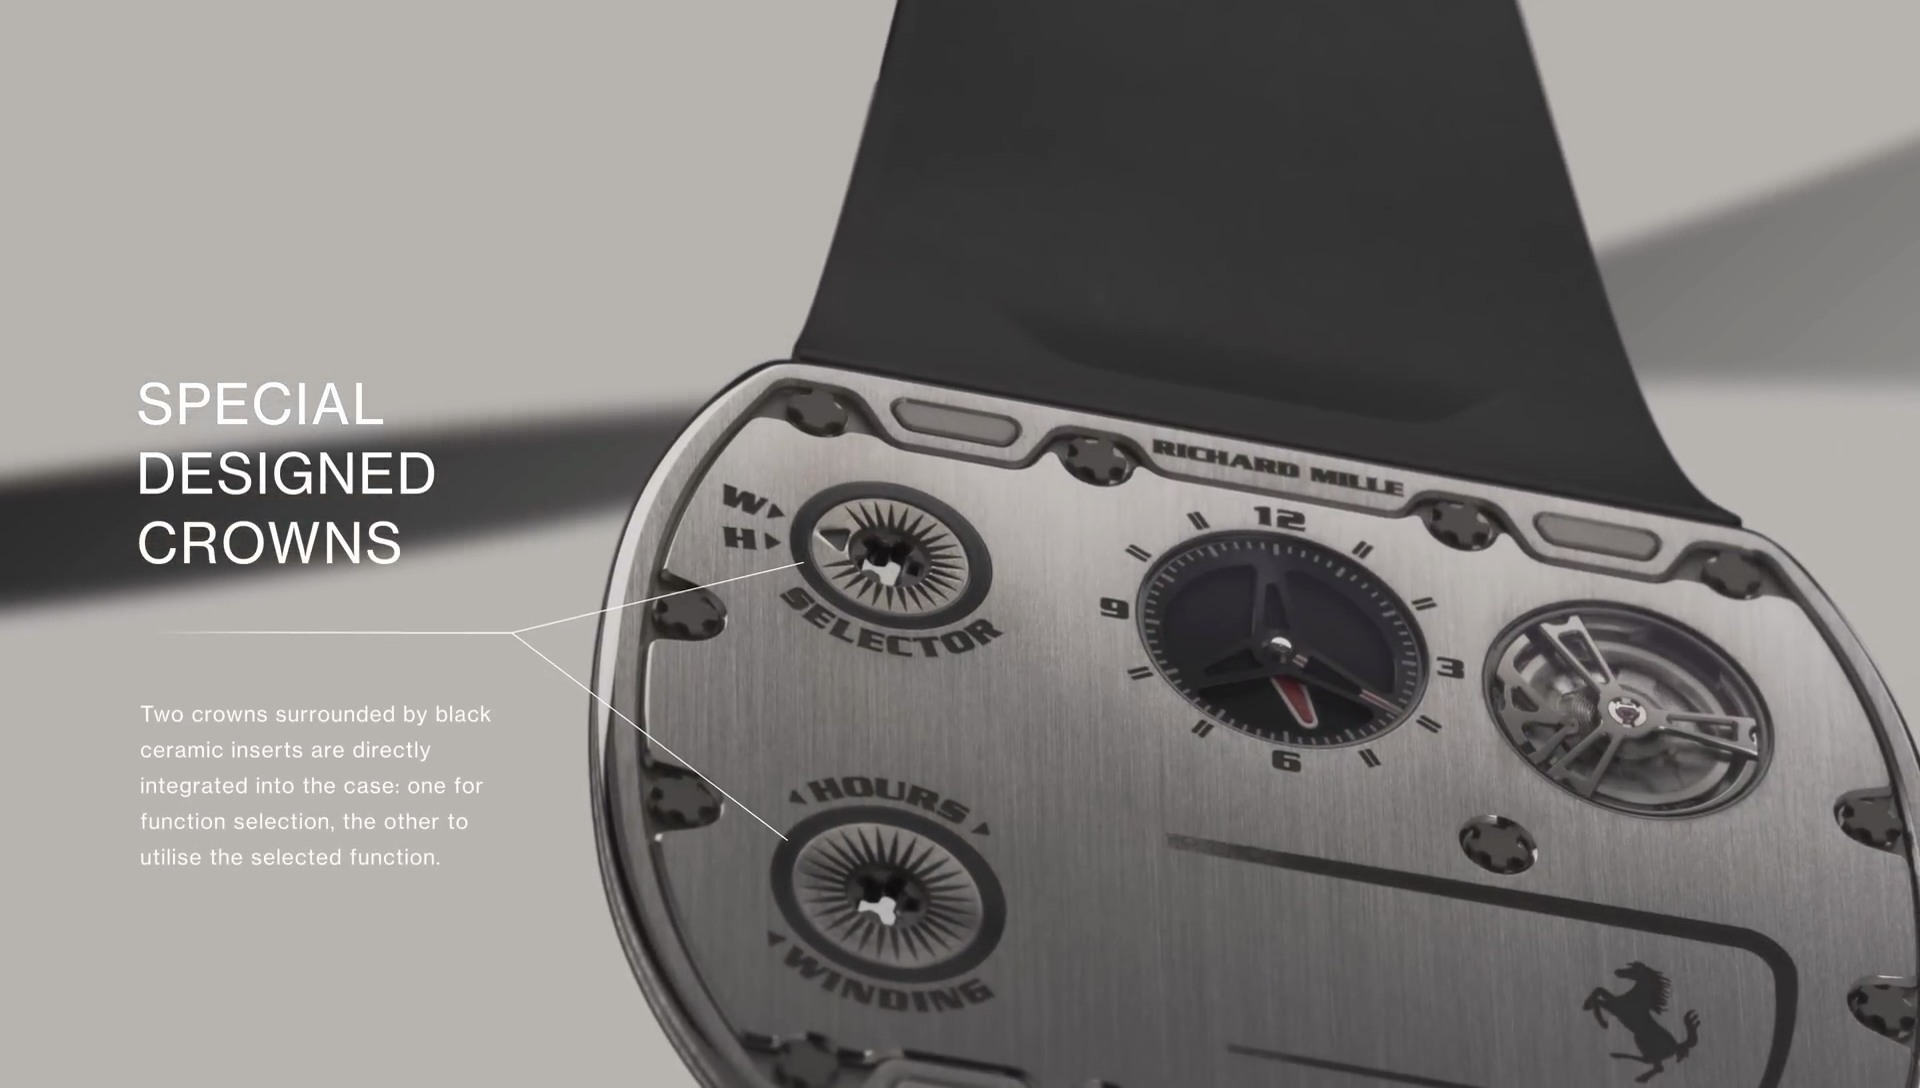 SPECIAL
DESIGNED
CROWNS
Two crowns surrounded by black
ceramic inserts are directly
integrated into the case: one for
function selection, the other to
utilise the selected function.
RICHARD MILLE
W
H
SELECTOR
12
9
3
6
HOURS
WINDING